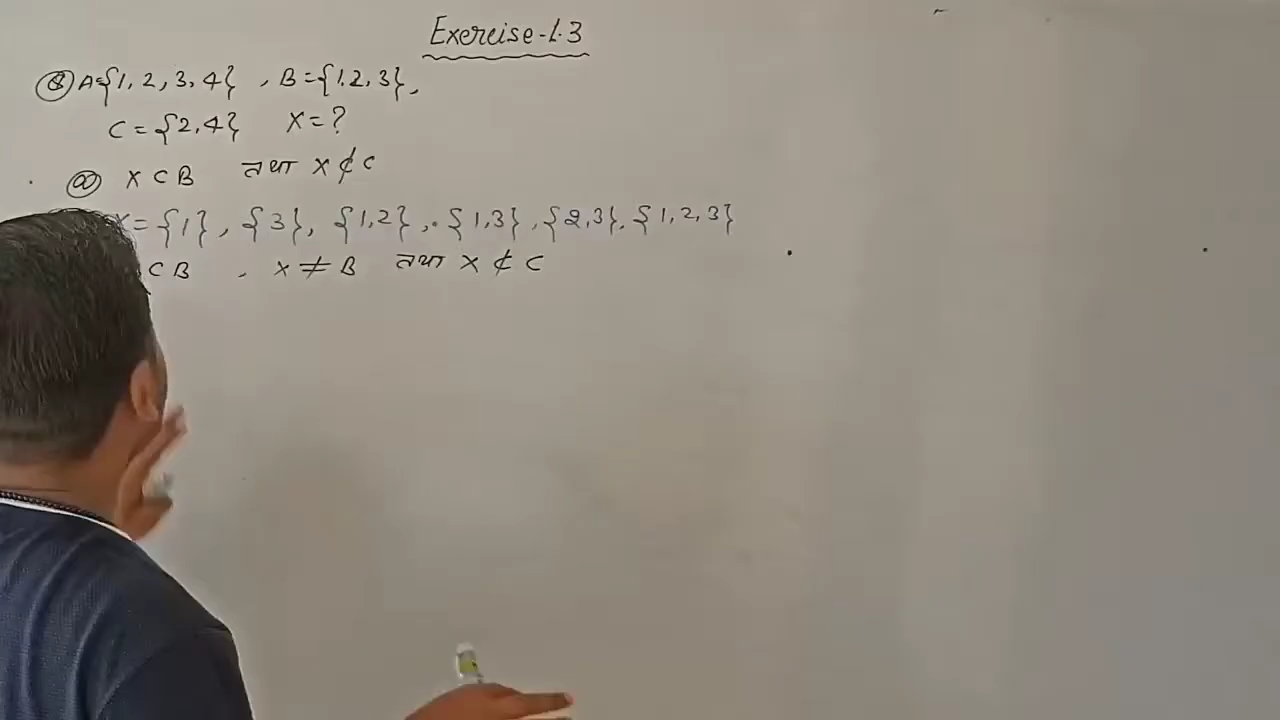 Exercise-1.3
A={1, 2, 3, 4} , B={1,2,3},
C={2,4} X=?
X⊂B तथा X⊄C
X={1}, {3}, {1,2}, {1,3}, {2,3}, {1,2,3}
⊂B , X≠B तथा X⊄C